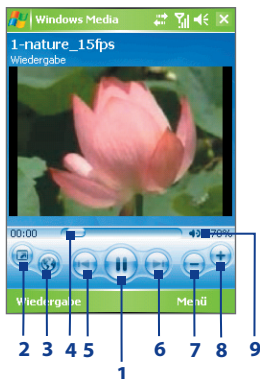 Windows Media
1-nature_15fps
Wiedergabe
00:00
70%
Wiedergabe Menü
2 3 4 5 6 7 8 9
1